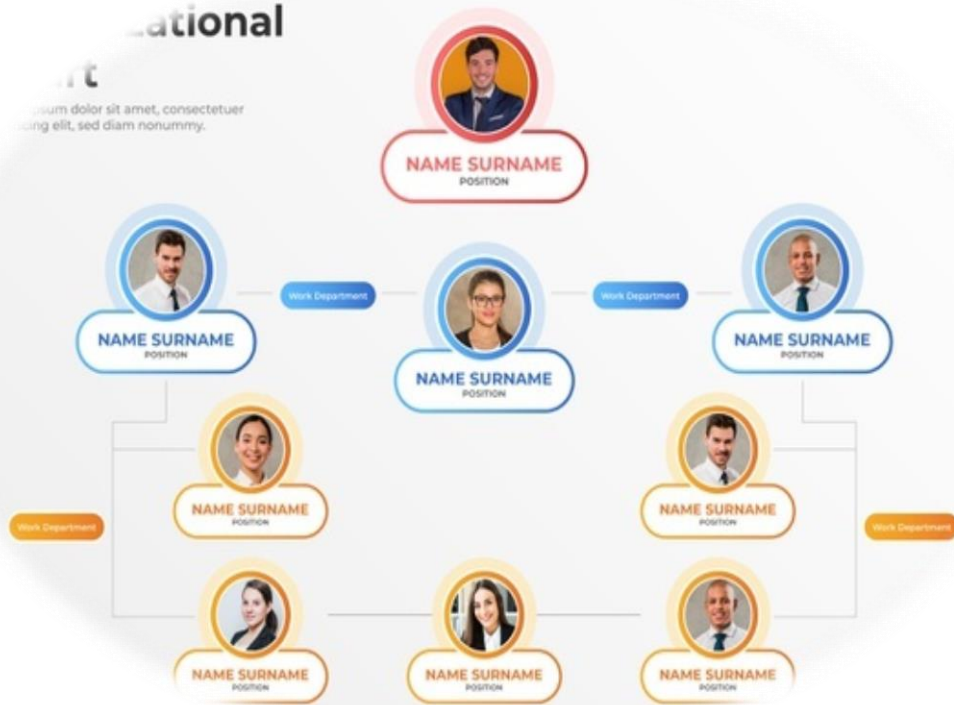 NAME SURNAME
POSITION
psum dolor sit amet, consectetuer
cing elit, sed diam nonummy.
Work Department
Work Department
NAME SURNAME
POSITION
NAME SURNAME
POSITION
NAME SURNAME
POSITION
NAME SURNAME
POSITION
NAME SURNAME
POSITION
Work Department
Work Department
NAME SURNAME
POSITION
NAME SURNAME
POSITION
NAME SURNAME
POSITION